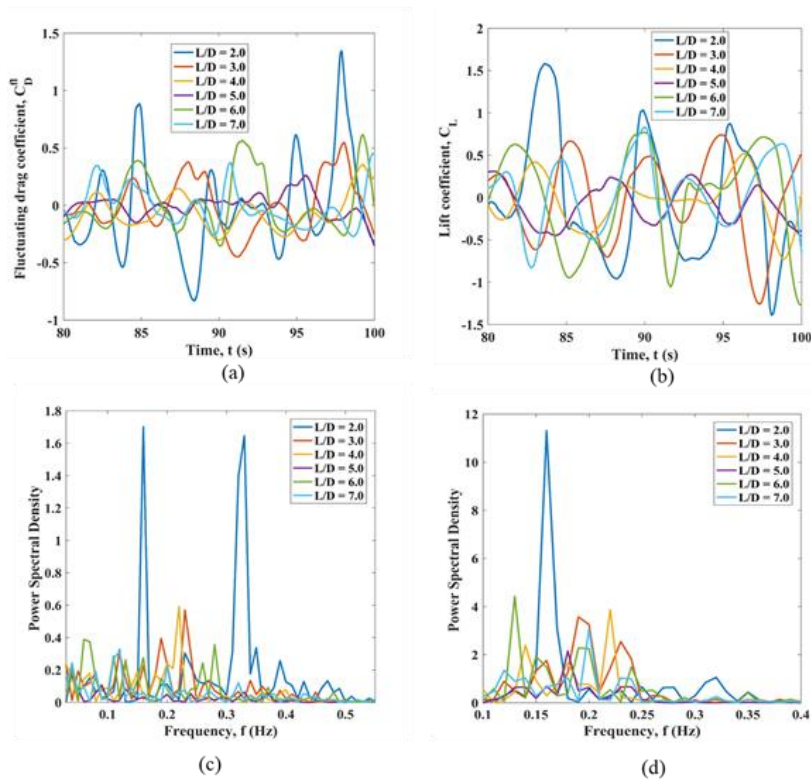 1.5
1
0.5
0
-0.5
-1
80
85
90
95
100
Fluctuating drag coefficient, C_D^fl
Time, t (s)
L/D = 2.0
L/D = 3.0
L/D = 4.0
L/D = 5.0
L/D = 6.0
L/D = 7.0
(a)
2
1.5
1
0.5
0
-0.5
-1
-1.5
80
85
90
95
100
Lift coefficient, C_L
Time, t (s)
L/D = 2.0
L/D = 3.0
L/D = 4.0
L/D = 5.0
L/D = 6.0
L/D = 7.0
(b)
1.8
1.6
1.4
1.2
1
0.8
0.6
0.4
0.2
0
0.1
0.2
0.3
0.4
0.5
Power Spectral Density
Frequency, f (Hz)
L/D = 2.0
L/D = 3.0
L/D = 4.0
L/D = 5.0
L/D = 6.0
L/D = 7.0
(c)
12
10
8
6
4
2
0
0.1
0.15
0.2
0.25
0.3
0.35
0.4
Power Spectral Density
Frequency, f (Hz)
L/D = 2.0
L/D = 3.0
L/D = 4.0
L/D = 5.0
L/D = 6.0
L/D = 7.0
(d)